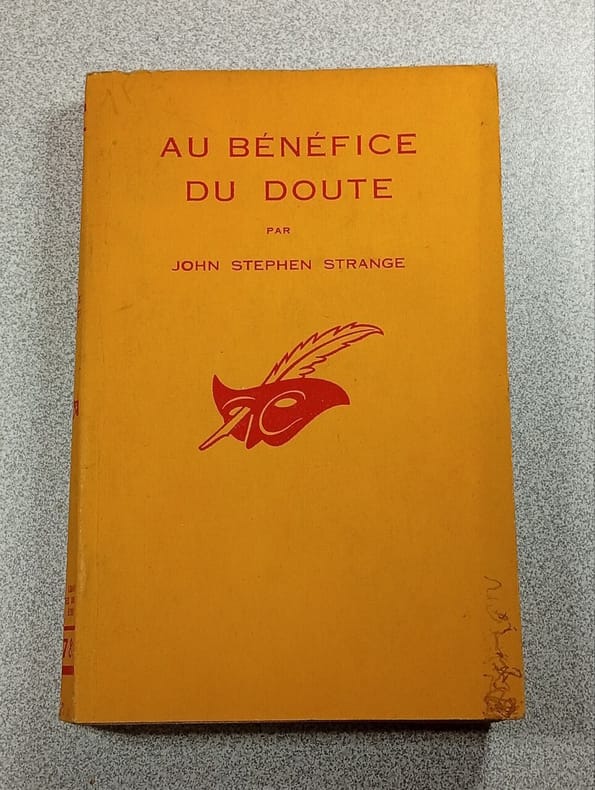 AU BÉNÉFICE
DU DOUTE
PAR
JOHN STEPHEN STRANGE